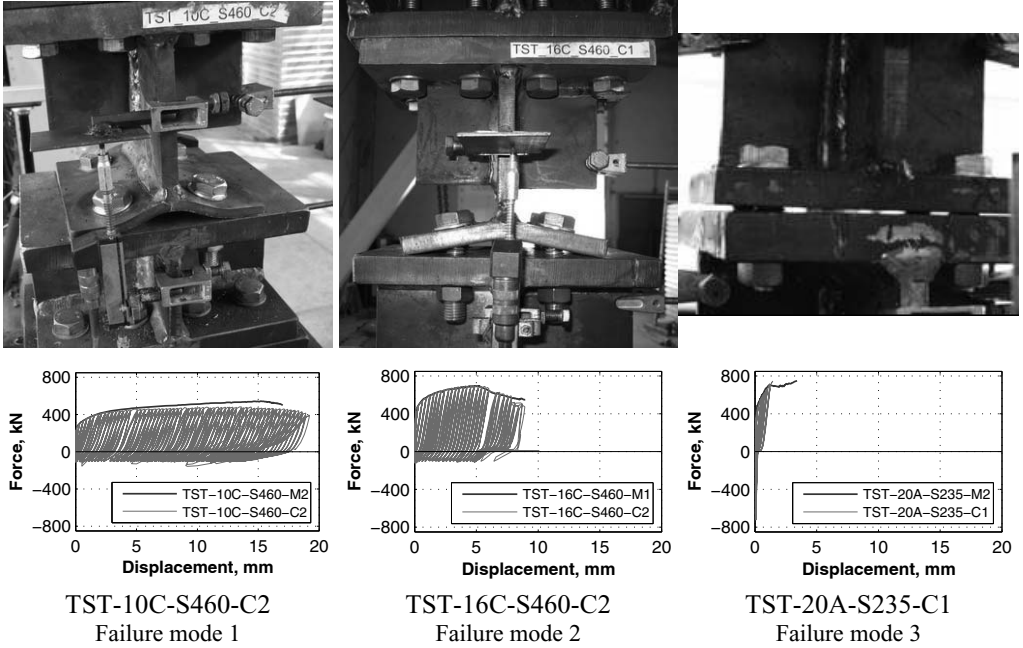 TST_10C_S460_C2
TST_16C_S460_C1
800
400
0
−400
−800
Force, kN
0 5 10 15 20
Displacement, mm
TST−10C−S460−M2
TST−10C−S460−C2
800
400
0
−400
−800
Force, kN
0 5 10 15 20
Displacement, mm
TST−16C−S460−M1
TST−16C−S460−C2
800
400
0
−400
−800
Force, kN
0 5 10 15 20
Displacement, mm
TST−20A−S235−M2
TST−20A−S235−C1
TST-10C-S460-C2
Failure mode 1
TST-16C-S460-C2
Failure mode 2
TST-20A-S235-C1
Failure mode 3